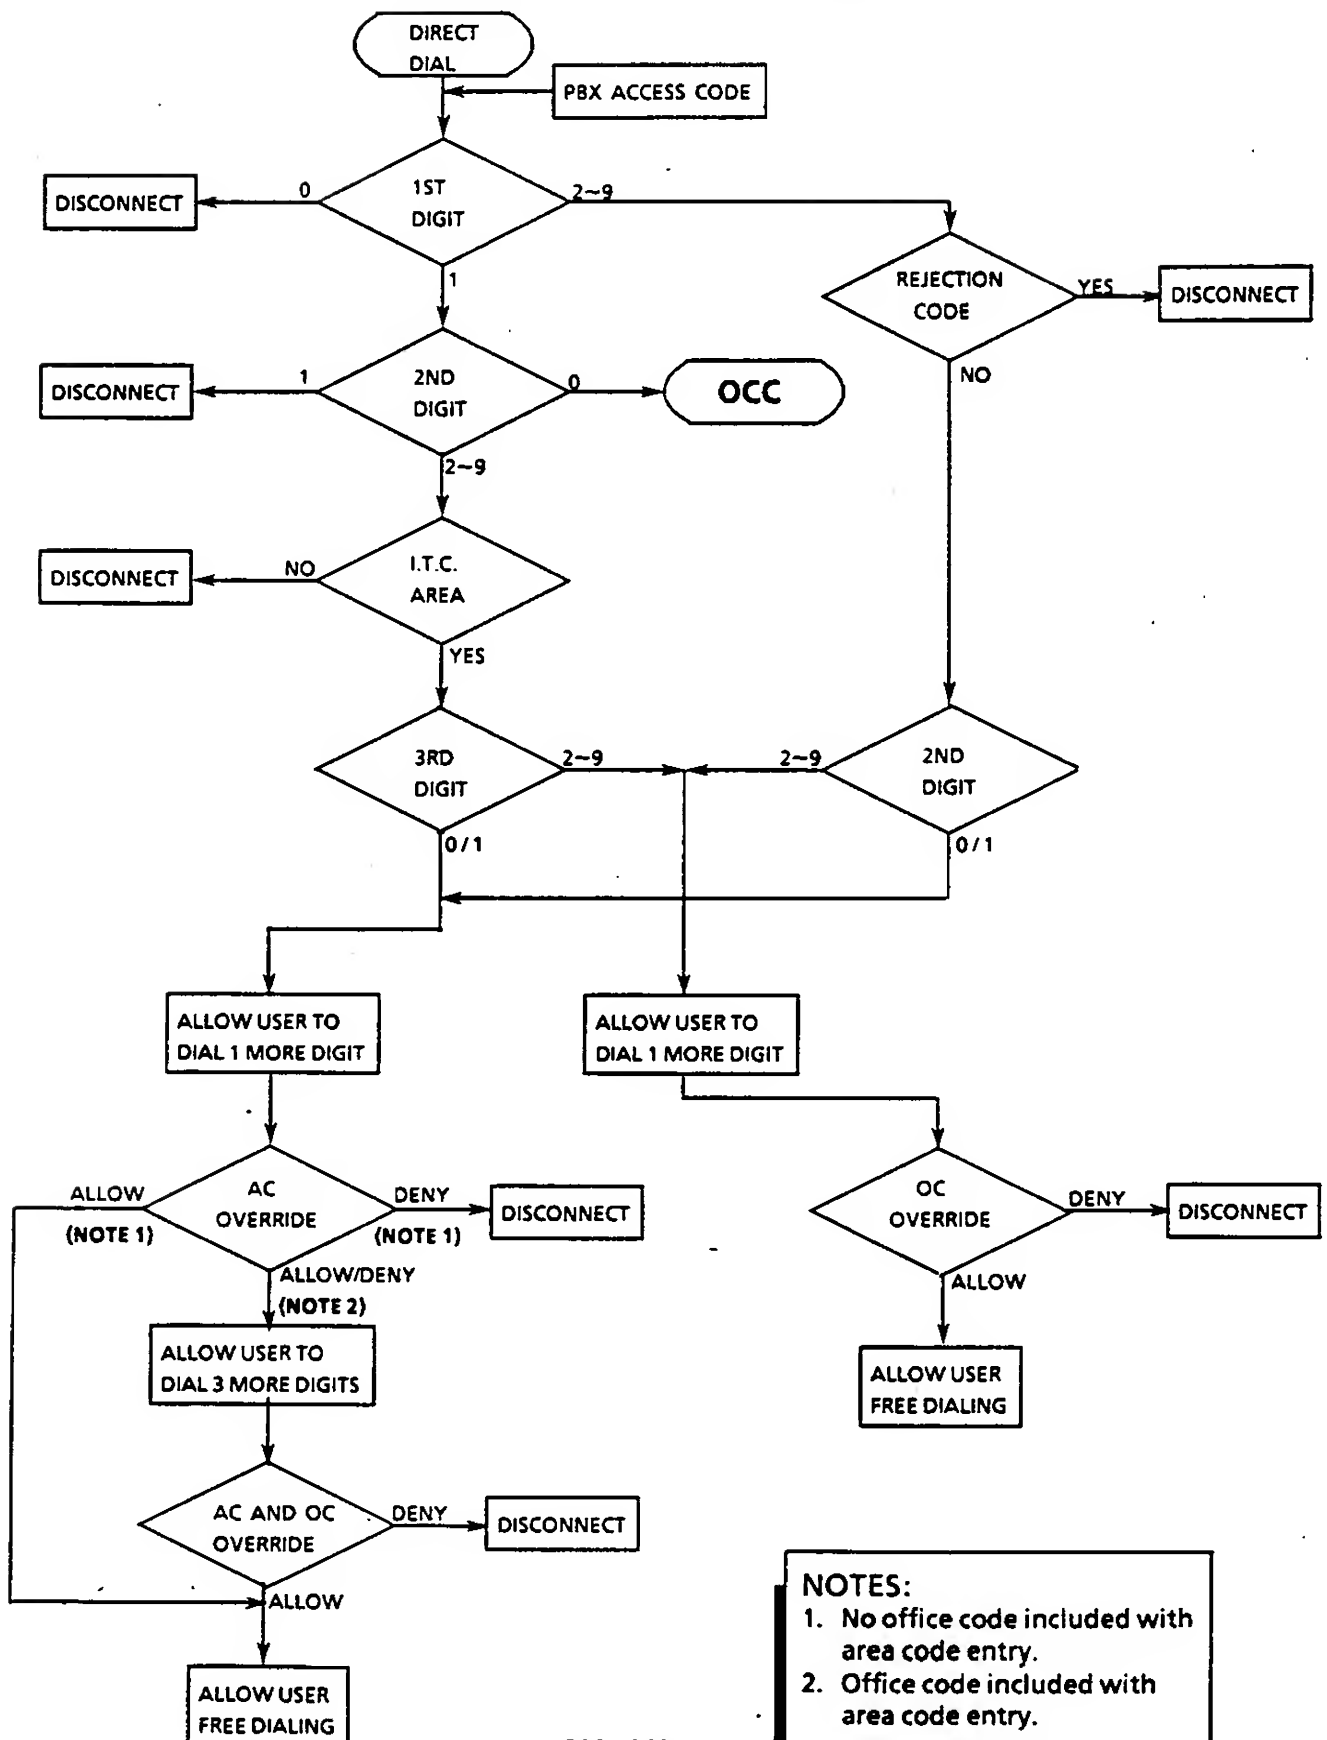 DIRECT
DIAL
PBX ACCESS CODE
DISCONNECT
0
1ST
DIGIT
2~9
1
REJECTION
CODE
YES
DISCONNECT
NO
DISCONNECT
1
2ND
DIGIT
0
OCC
2~9
DISCONNECT
NO
I.T.C.
AREA
YES
3RD
DIGIT
2~9
2~9
2ND
DIGIT
0/1
0/1
ALLOW USER TO
DIAL 1 MORE DIGIT
ALLOW USER TO
DIAL 1 MORE DIGIT
ALLOW
(NOTE 1)
AC
OVERRIDE
DENY
(NOTE 1)
DISCONNECT
OC
OVERRIDE
DENY
DISCONNECT
ALLOW/DENY
(NOTE 2)
ALLOW
ALLOW USER TO
DIAL 3 MORE DIGITS
ALLOW USER
FREE DIALING
AC AND OC
OVERRIDE
DENY
DISCONNECT
ALLOW
ALLOW USER
FREE DIALING
NOTES:
1. No office code included with
area code entry.
2. Office code included with
area code entry.